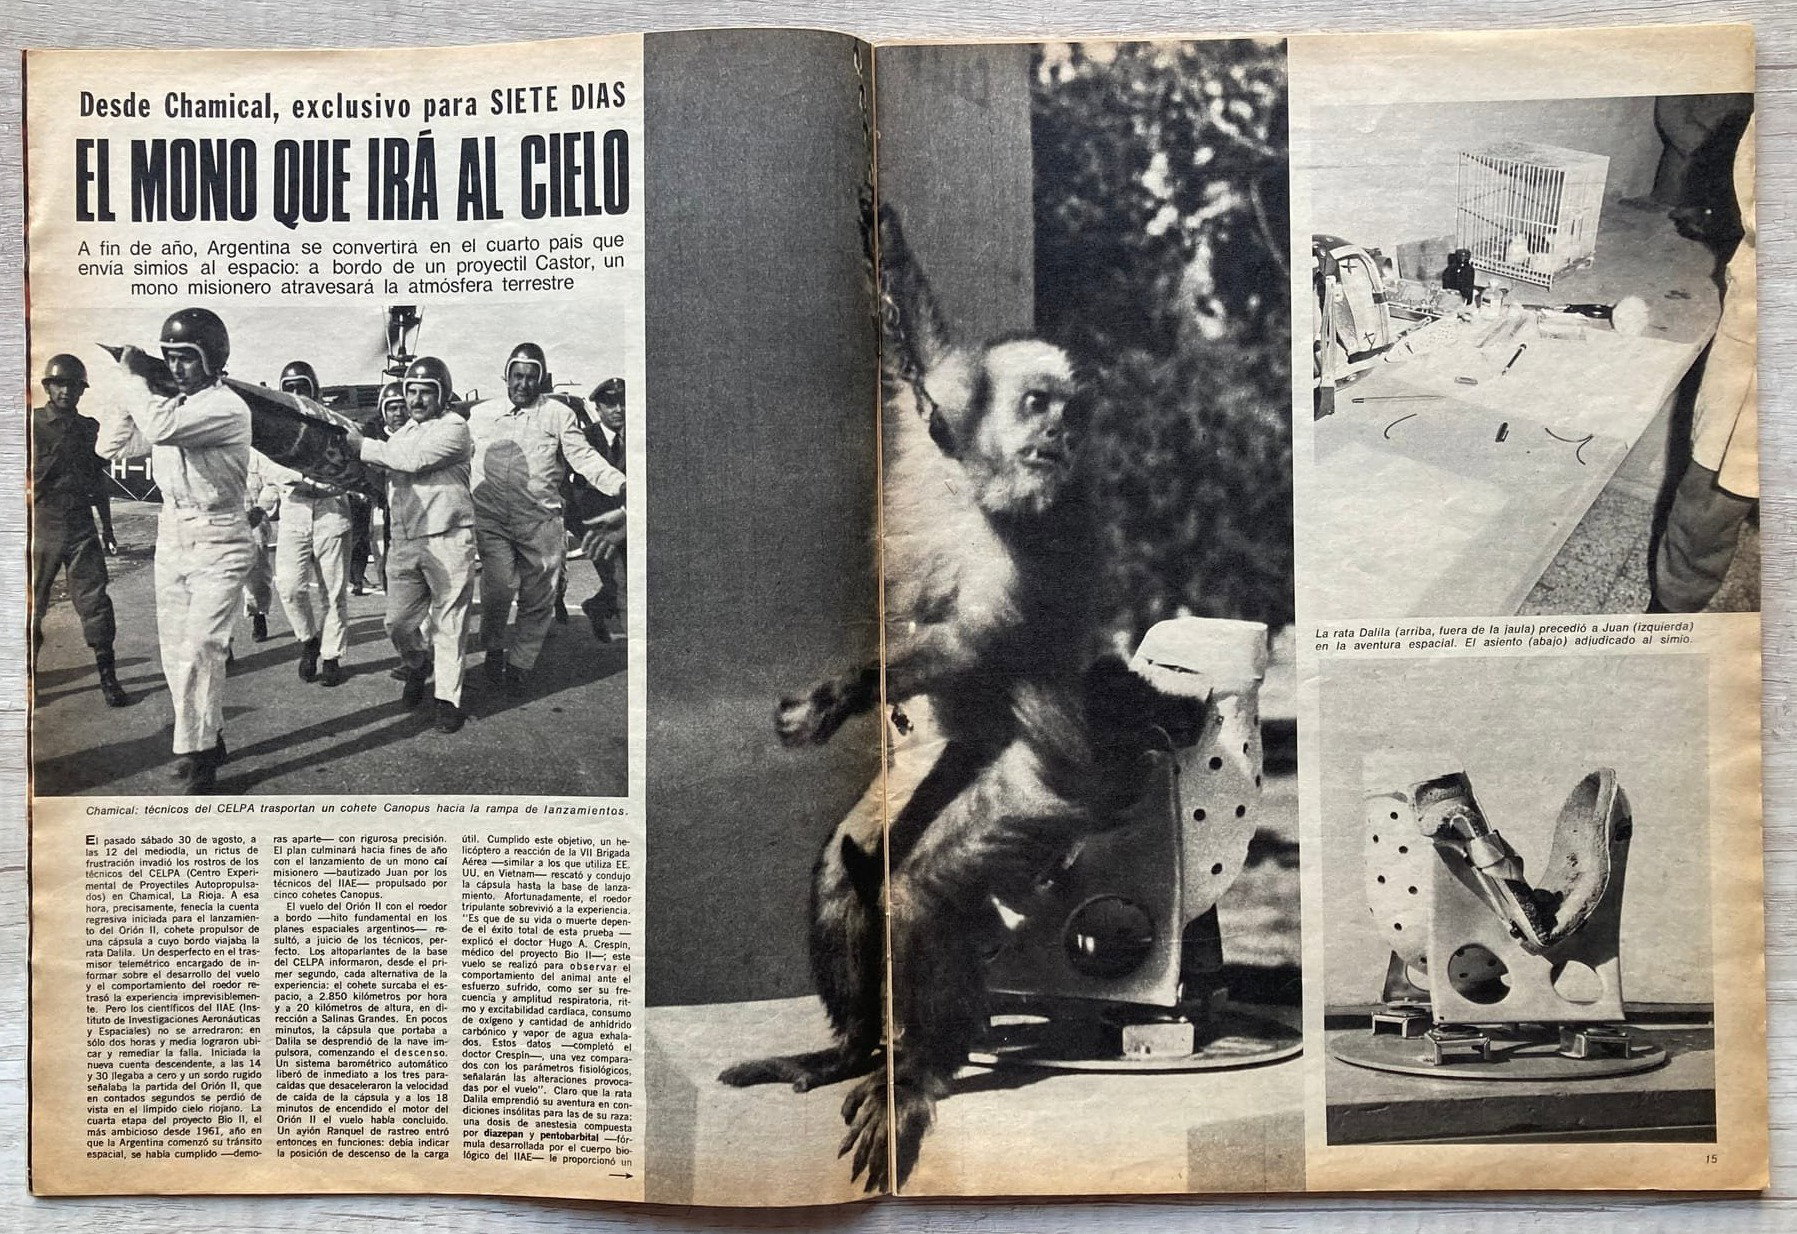 Desde Chamical, exclusivo para SIETE DIAS
EL MONO QUE IRÁ AL CIELO
A fin de año, Argentina se convertirá en el cuarto país que
envía simios al espacio: a bordo de un proyectil Castor, un
mono misionero atravesará la atmósfera terrestre
H-1
Chamical: técnicos del CELPA trasportan un cohete Canopus hacia la rampa de lanzamientos.
El pasado sábado 30 de agosto, a
las 12 del mediodía, un rictus de
frustración invadió los rostros de los
técnicos del CELPA (Centro Experi-
mental de Proyectiles Autopropulsa-
dos) en Chamical, La Rioja. A esa
hora, precisamente, fenecía la cuenta
regresiva iniciada para el lanzamien-
to del Orión II, cohete propulsor de
una cápsula a cuyo bordo viajaba la
rata Dalila. Un desperfecto en el tras-
misor telemétrico encargado de in-
formar sobre el desarrollo del vuelo
y el comportamiento del roedor re-
trasó la experiencia imprevisiblemen-
te. Pero los científicos del IIAE (Ins-
tituto de Investigaciones Aeronáuticas
y Espaciales) no se arredraron: en
sólo dos horas y media lograron ubi-
car y remediar la falla. Iniciada la
nueva cuenta descendente, a las 14
y 30 llegaba a cero y un sordo rugido
señalaba la partida del Orión II, que
en contados segundos se perdió de
vista en el límpido cielo riojano. La
cuarta etapa del proyecto Bio II, el
más ambicioso desde 1961, año en
que la Argentina comenzó su tránsito
espacial, se había cumplido —demo-
ras aparte— con rigurosa precisión.
El plan culminará hacia fines de año
con el lanzamiento de un mono caí
misionero —bautizado Juan por los
técnicos del IIAE— propulsado por
cinco cohetes Canopus.
El vuelo del Orión II con el roedor
a bordo —hito fundamental en los
planes espaciales argentinos— re-
sultó, a juicio de los técnicos, per-
fecto. Los altoparlantes de la base
del CELPA informaron, desde el pri-
mer segundo, cada alternativa de la
experiencia: el cohete surcaba el es-
pacio, a 2.850 kilómetros por hora
y a 20 kilómetros de altura, en di-
rección a Salinas Grandes. En pocos
minutos, la cápsula que portaba a
Dalila se desprendió de la nave im-
pulsora, comenzando el descenso.
Un sistema barométrico automático
liberó de inmediato a los tres para-
caídas que desaceleraron la velocidad
de caída de la cápsula y a los 18
minutos de encendido el motor del
Orión II el vuelo había concluido.
Un avión Ranquel de rastreo entró
entonces en funciones: debía indicar
la posición de descenso de la carga
útil. Cumplido este objetivo, un he-
licóptero a reacción de la VII Brigada
Aérea —similar a los que utiliza EE.
UU. en Vietnam— rescató y condujo
la cápsula hasta la base de lanza-
miento. Afortunadamente, el roedor
tripulante sobrevivió a la experiencia.
"Es que de su vida o muerte depen-
de el éxito total de esta prueba —
explicó el doctor Hugo A. Crespín,
médico del proyecto Bio II—; este
vuelo se realizó para observar el
comportamiento del animal ante el
esfuerzo sufrido, como ser su fre-
cuencia y amplitud respiratoria, rit-
mo y excitabilidad cardíaca, consumo
de oxígeno y cantidad de anhídrido
carbónico y vapor de agua exhala-
dos. Estos datos —completó el
doctor Crespín—, una vez compara-
dos con los parámetros fisiológicos,
señalarán las alteraciones provoca-
das por el vuelo". Claro que la rata
Dalila emprendió su aventura en con-
diciones insólitas para las de su raza:
una dosis de anestesia compuesta
por diazepan y pentobarbital —fór-
mula desarrollada por el cuerpo bio-
lógico del IIAE— le proporcionó un
La rata Dalila (arriba, fuera de la jaula) precedió a Juan (izquierda)
en la aventura espacial. El asiento (abajo) adjudicado al simio.
15